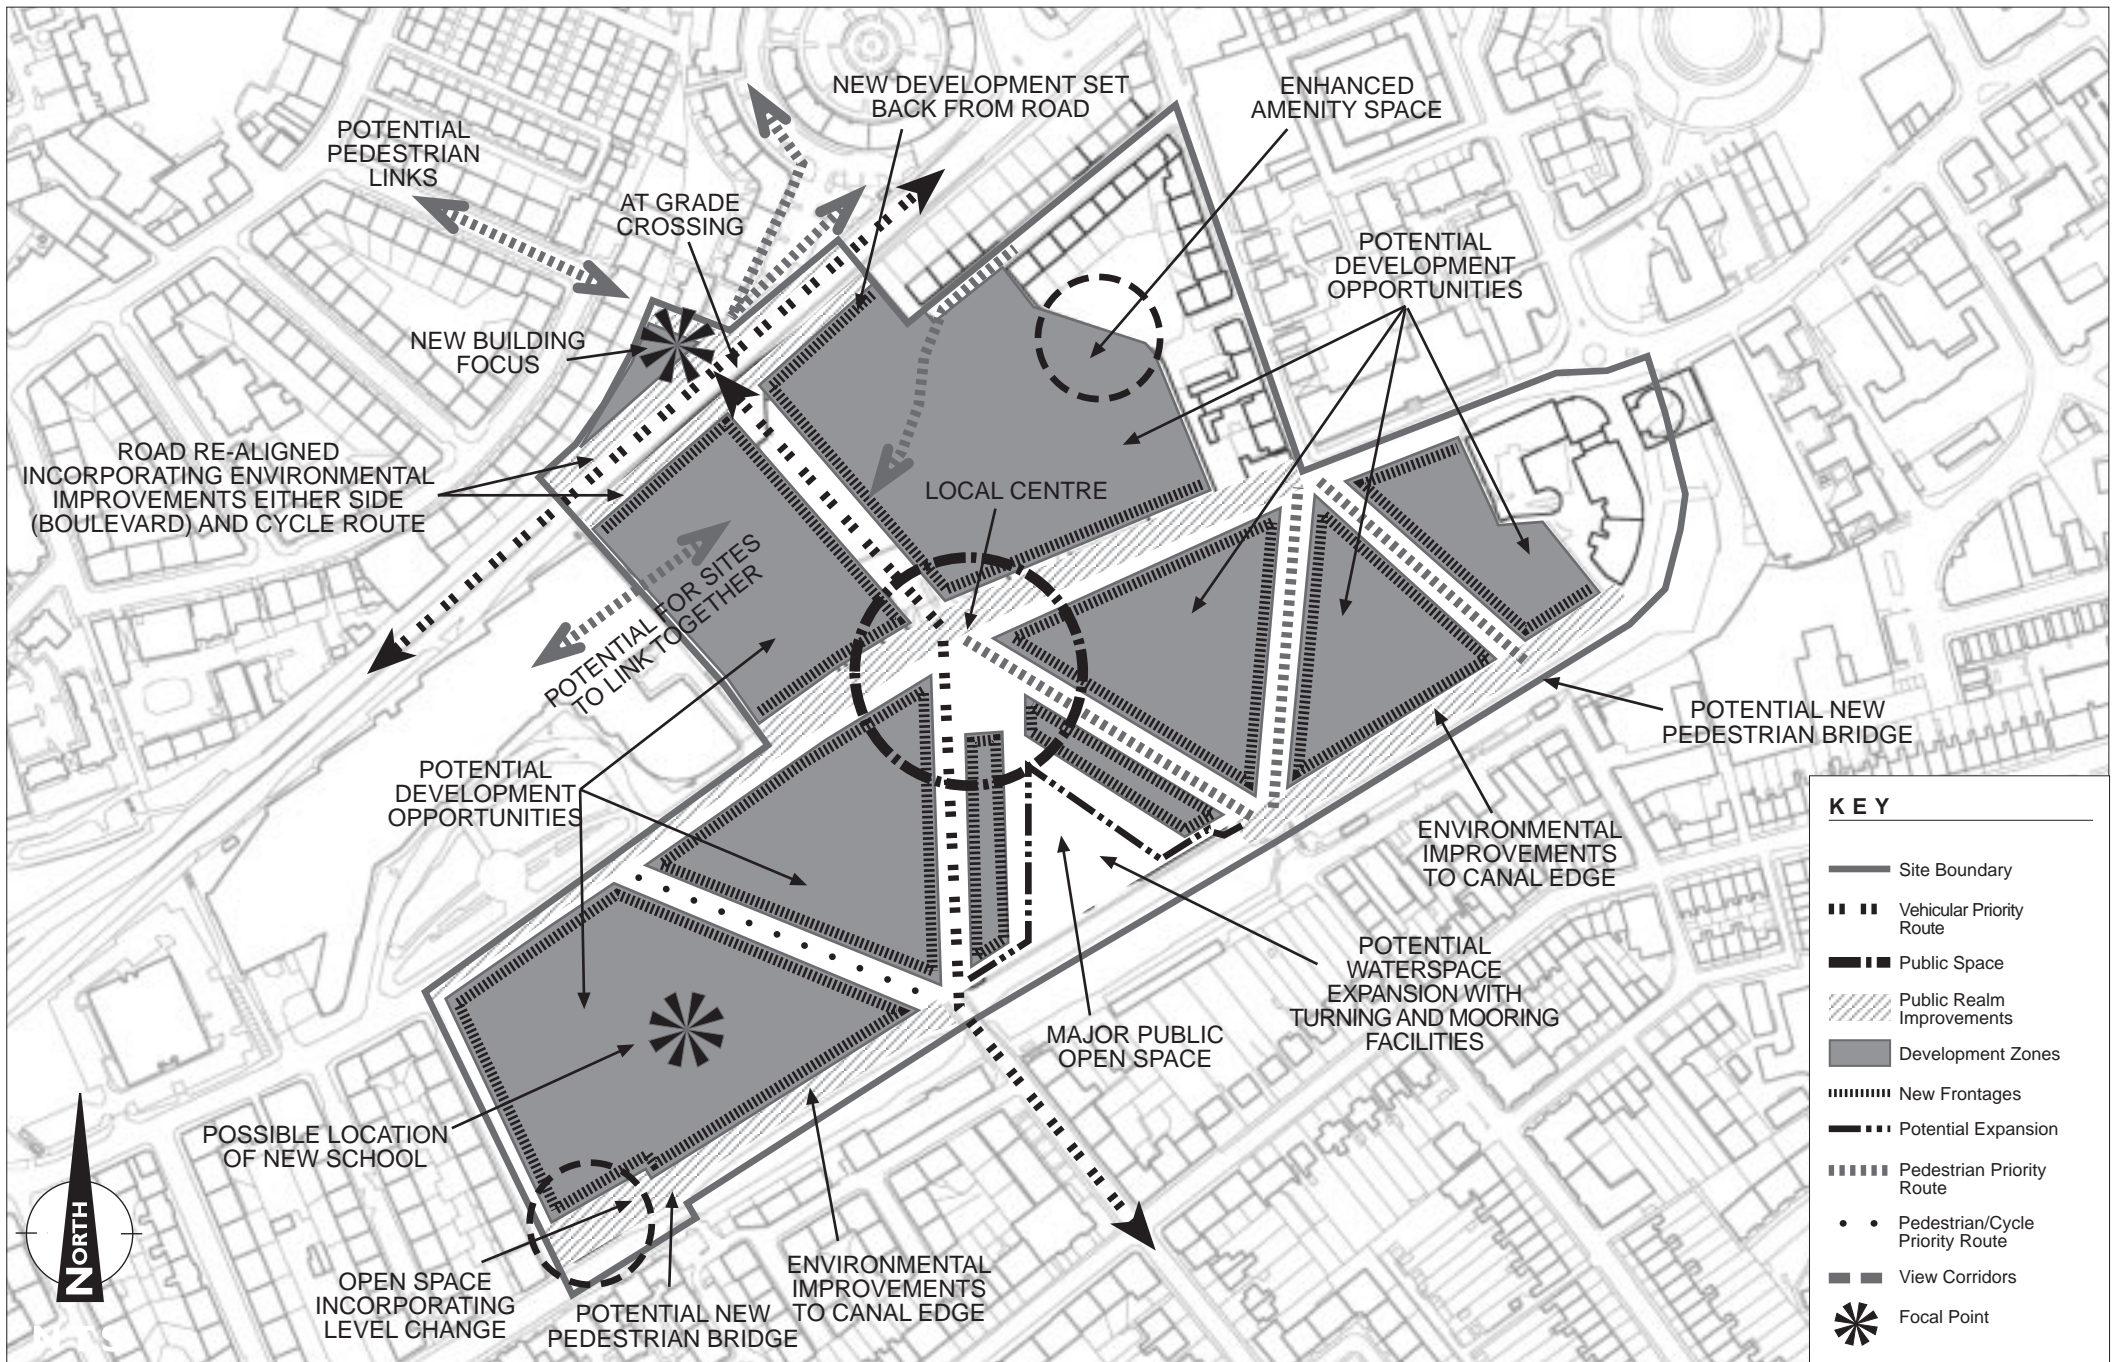 NEW DEVELOPMENT SET
BACK FROM ROAD
ENHANCED
AMENITY SPACE
POTENTIAL
PEDESTRIAN
LINKS
AT GRADE
CROSSING
POTENTIAL
DEVELOPMENT
OPPORTUNITIES
NEW BUILDING
FOCUS
ROAD RE-ALIGNED
INCORPORATING ENVIRONMENTAL
IMPROVEMENTS EITHER SIDE
(BOULEVARD) AND CYCLE ROUTE
LOCAL CENTRE
POTENTIAL FOR SITES
TO LINK TOGETHER
POTENTIAL NEW
PEDESTRIAN BRIDGE
POTENTIAL
DEVELOPMENT
OPPORTUNITIES
ENVIRONMENTAL
IMPROVEMENTS
TO CANAL EDGE
POTENTIAL
WATERSPACE
EXPANSION WITH
TURNING AND MOORING
FACILITIES
MAJOR PUBLIC
OPEN SPACE
POSSIBLE LOCATION
OF NEW SCHOOL
OPEN SPACE
INCORPORATING
LEVEL CHANGE
POTENTIAL NEW
PEDESTRIAN BRIDGE
ENVIRONMENTAL
IMPROVEMENTS
TO CANAL EDGE
NORTH
KEY
Site Boundary
Vehicular Priority
Route
Public Space
Public Realm
Improvements
Development Zones
New Frontages
Potential Expansion
Pedestrian Priority
Route
Pedestrian/Cycle
Priority Route
View Corridors
Focal Point